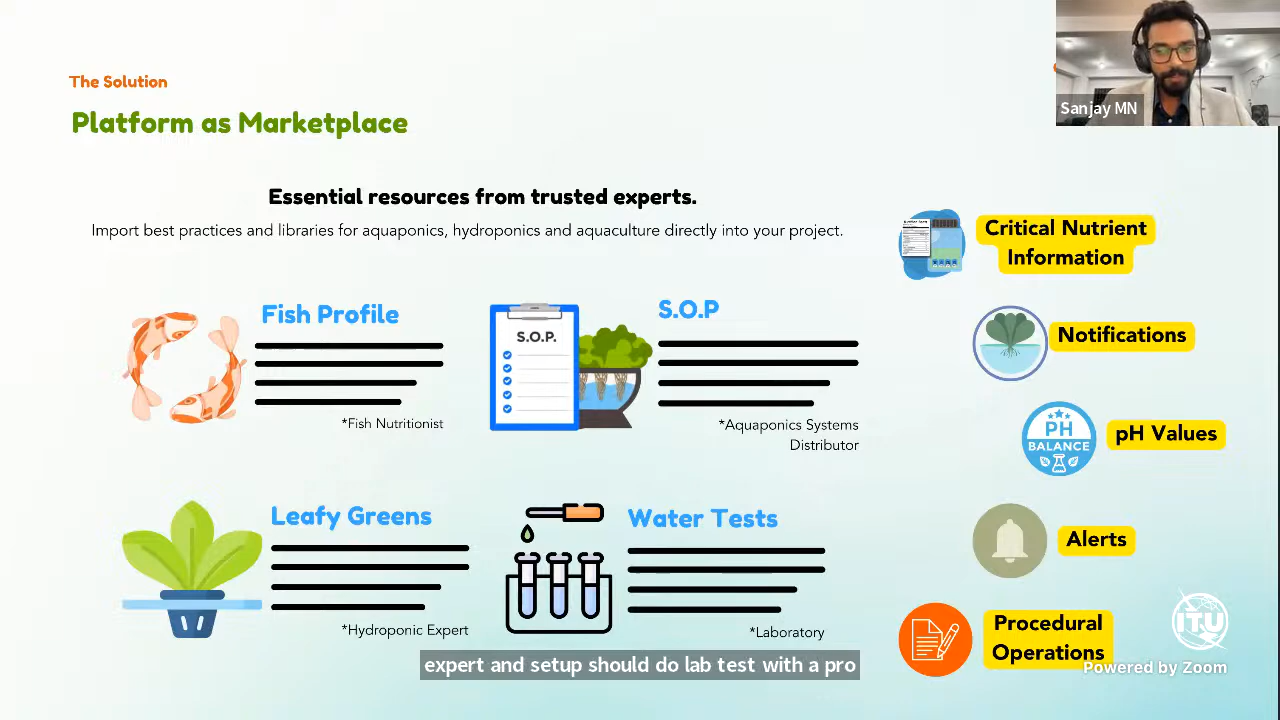 The Solution
Platform as Marketplace
Sanjay MN
Essential resources from trusted experts.
Import best practices and libraries for aquaponics, hydroponics and aquaculture directly into your project.
Fish Profile
*Fish Nutritionist
S.O.P.
S.O.P
*Aquaponics Systems
Distributor
Leafy Greens
*Hydroponic Expert
Water Tests
*Laboratory
Critical Nutrient
Information
Notifications
PH
BALANCE
pH Values
Alerts
Procedural
Operations
ITU
Powered by Zoom
expert and setup should do lab test with a pro